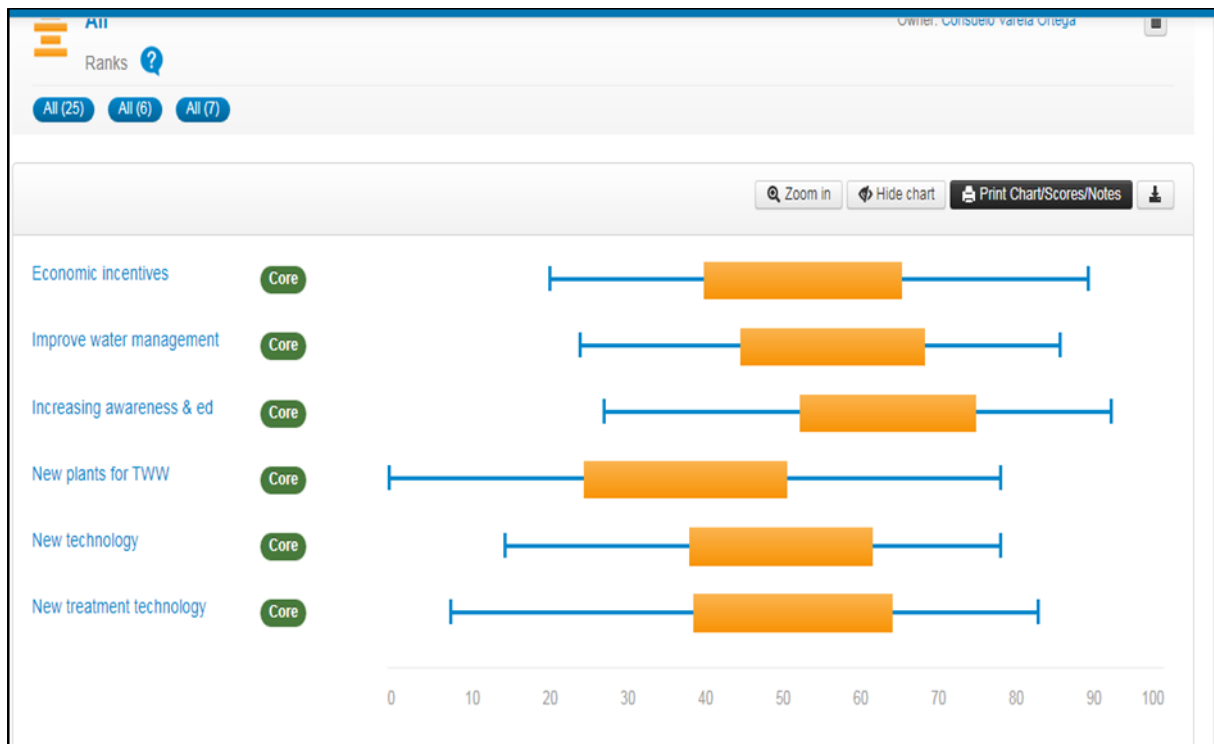 All
Owner: Consuelo Varela Ortega
Ranks ?
All (25) All (6) All (7)
Zoom in Hide chart Print Chart/Scores/Notes
Economic incentives Core
Improve water management Core
Increasing awareness & ed Core
New plants for TWW Core
New technology Core
New treatment technology Core
0 10 20 30 40 50 60 70 80 90 100